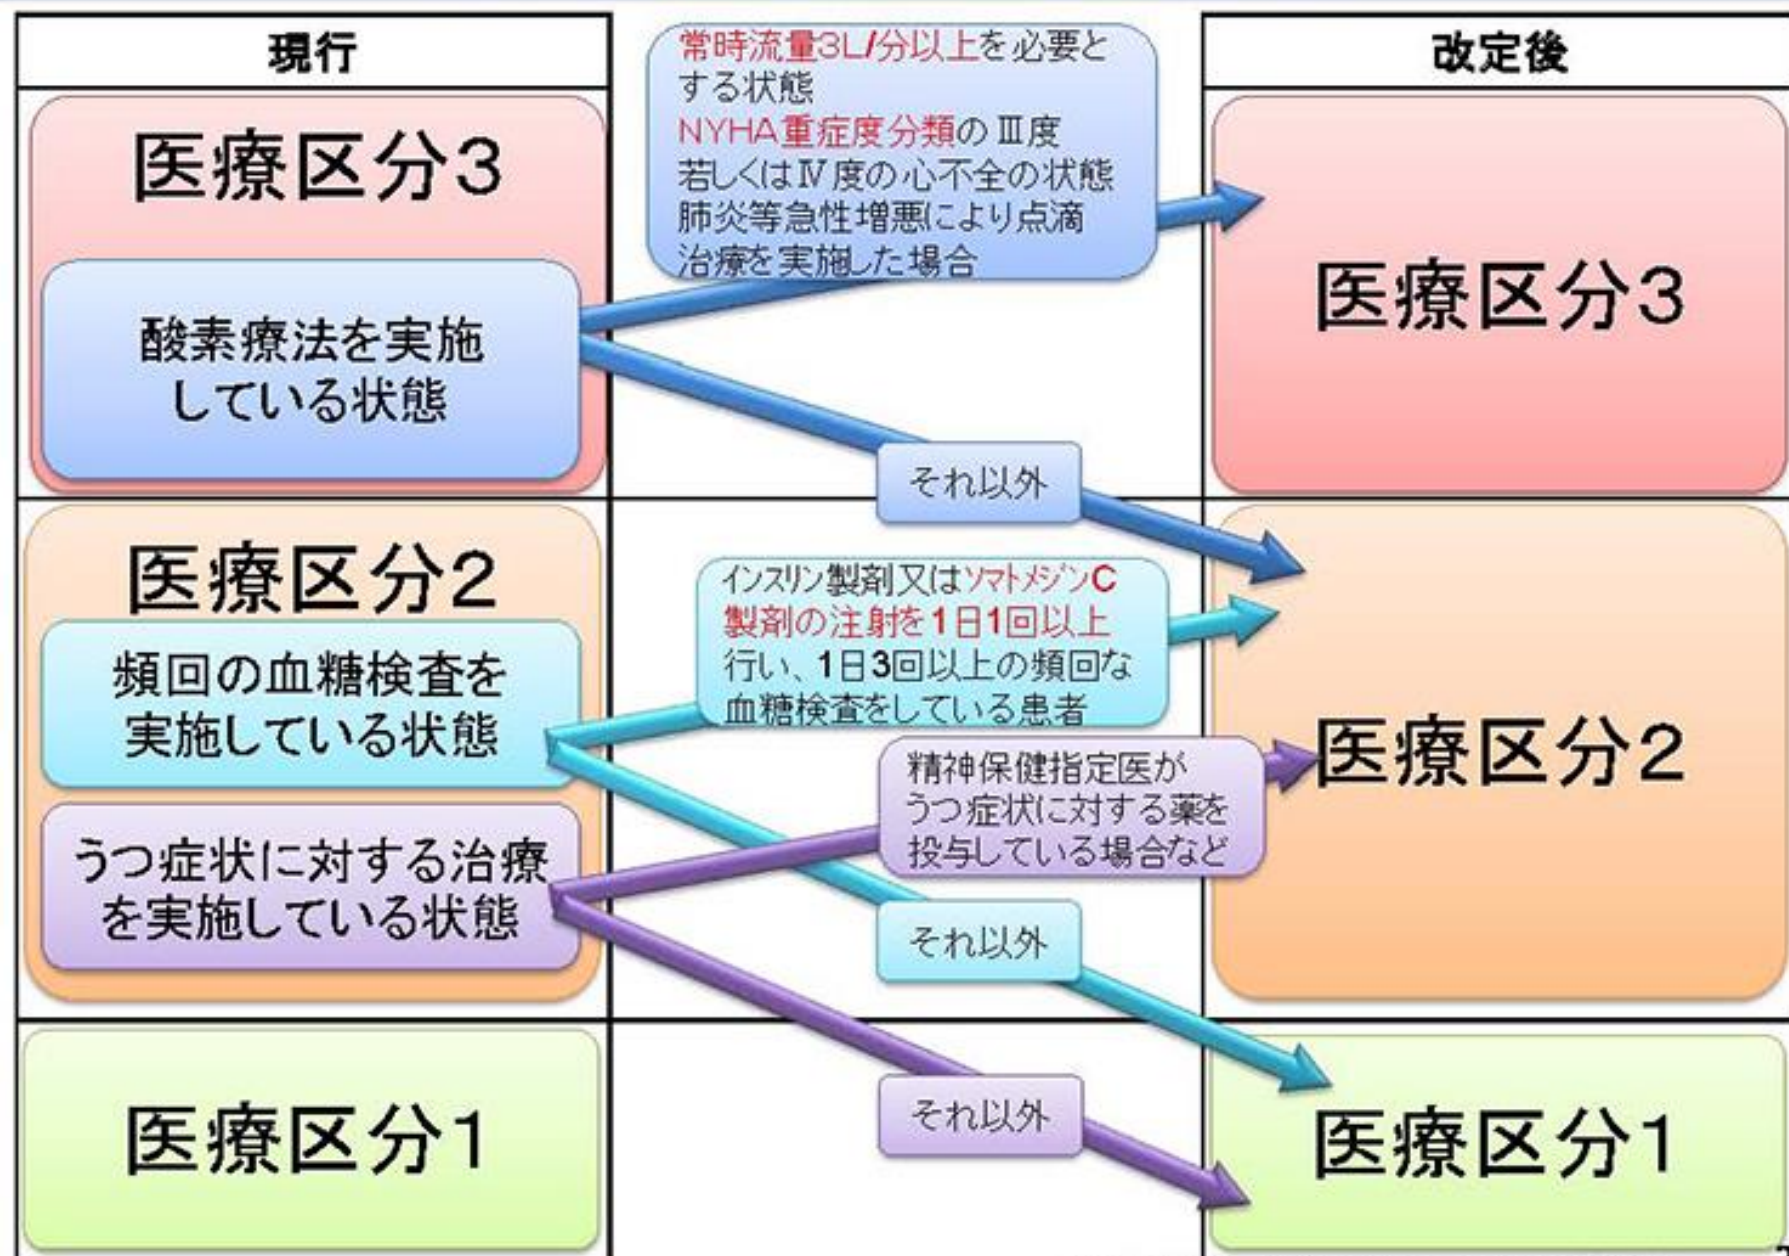 現行
改定後
医療区分3
酸素療法を実施
している状態
常時流量3L/分以上を必要と
する状態
NYHA重症度分類のⅢ度
若しくはⅣ度の心不全の状態
肺炎等急性増悪により点滴
治療を実施した場合
それ以外
医療区分3
医療区分2
頻回の血糖検査を
実施している状態
うつ症状に対する治療
を実施している状態
インスリン製剤又はソマトメジンC
製剤の注射を1日1回以上
行い、1日3回以上の頻回な
血糖検査をしている患者
精神保健指定医が
うつ症状に対する薬を
投与している場合など
それ以外
医療区分2
医療区分1
それ以外
医療区分1